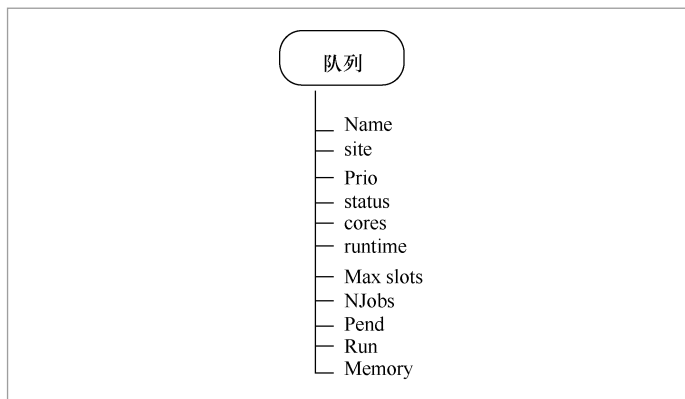 队列
Name
site
Prio
status
cores
runtime
Max slots
NJobs
Pend
Run
Memory